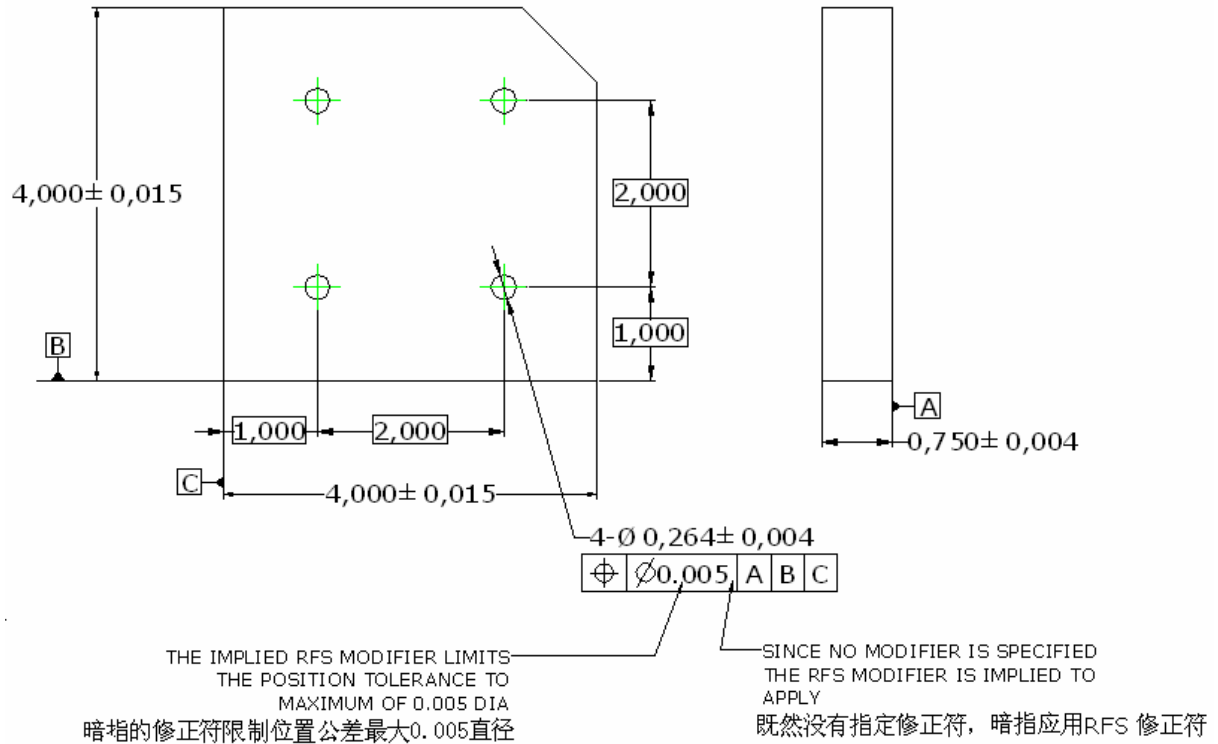 4,000± 0,015
2,000
1,000
B
A
1,000
2,000
0,750± 0,004
C
4,000± 0,015
4-Ø 0,264± 0,004
⌖ Ø0.005 A B C
THE IMPLIED RFS MODIFIER LIMITS
THE POSITION TOLERANCE TO
MAXIMUM OF 0.005 DIA
暗指的修正符限制位置公差最大0.005直径
SINCE NO MODIFIER IS SPECIFIED
THE RFS MODIFIER IS IMPLIED TO
APPLY
既然没有指定修正符，暗指应用RFS 修正符